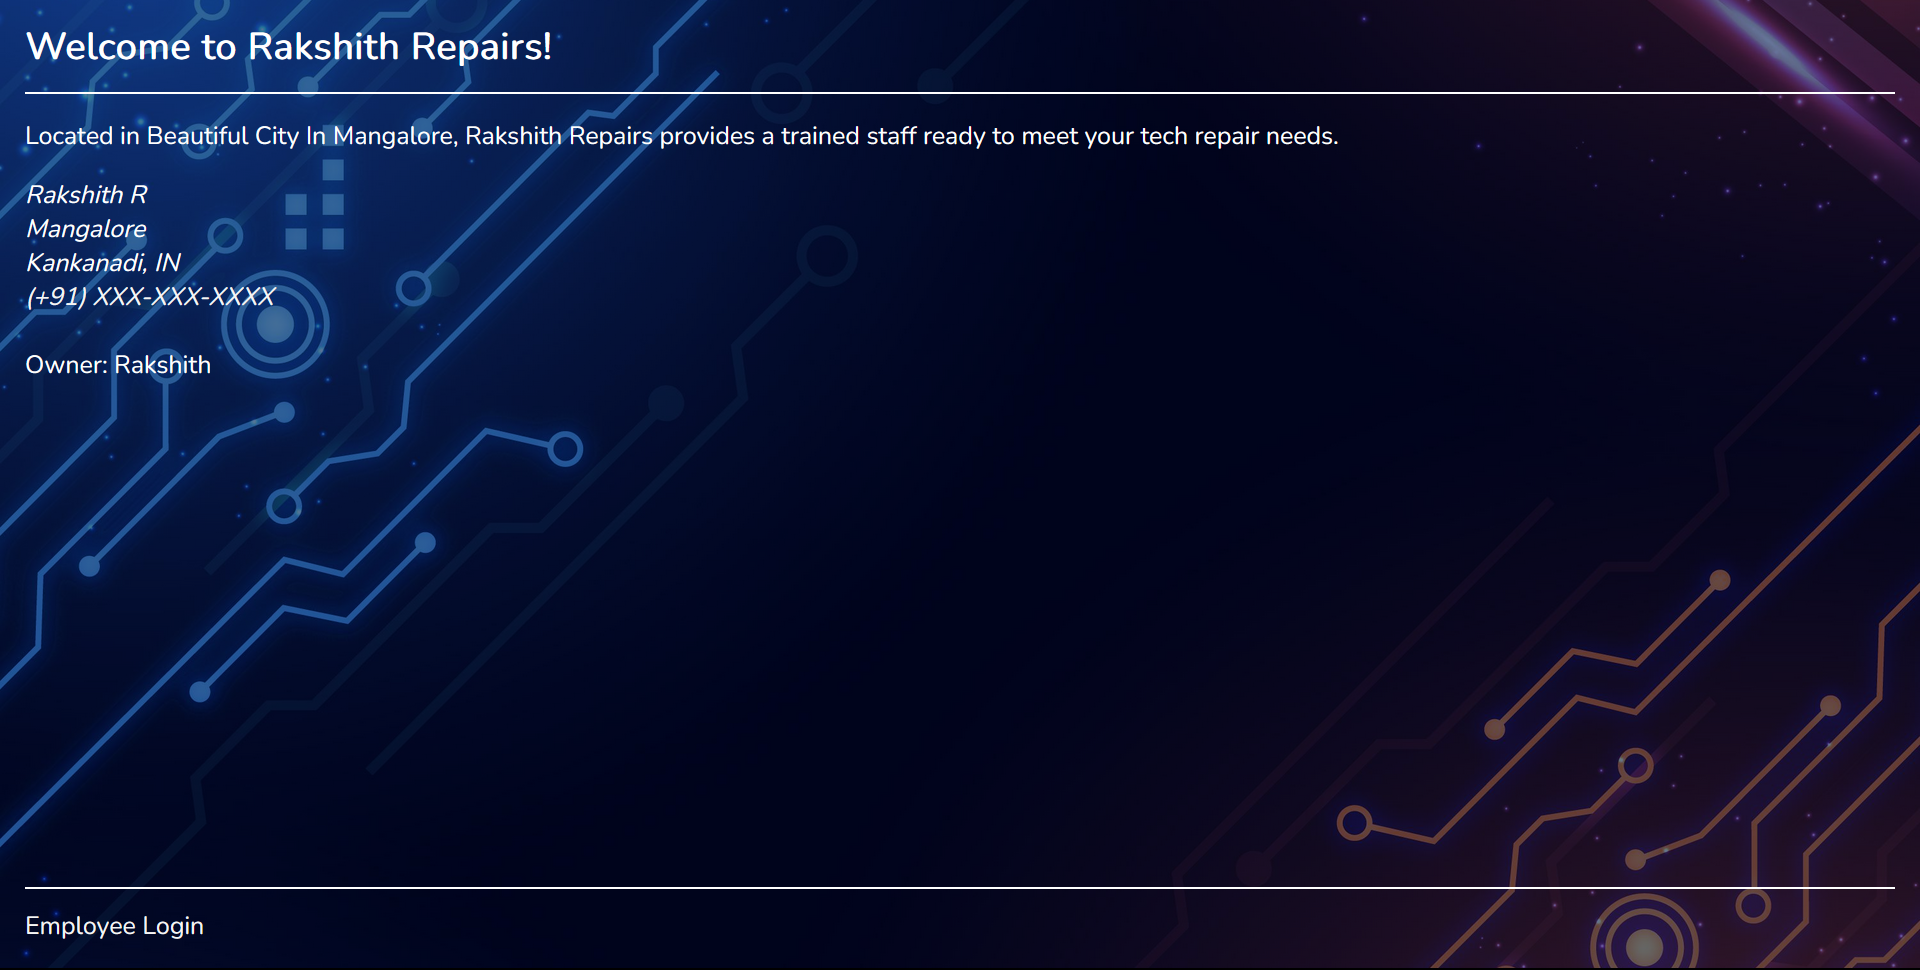 Welcome to Rakshith Repairs!
Located in Beautiful City In Mangalore, Rakshith Repairs provides a trained staff ready to meet your tech repair needs.
Rakshith R
Mangalore
Kankanadi, IN
(+91) XXX-XXX-XXXX
Owner: Rakshith
Employee Login